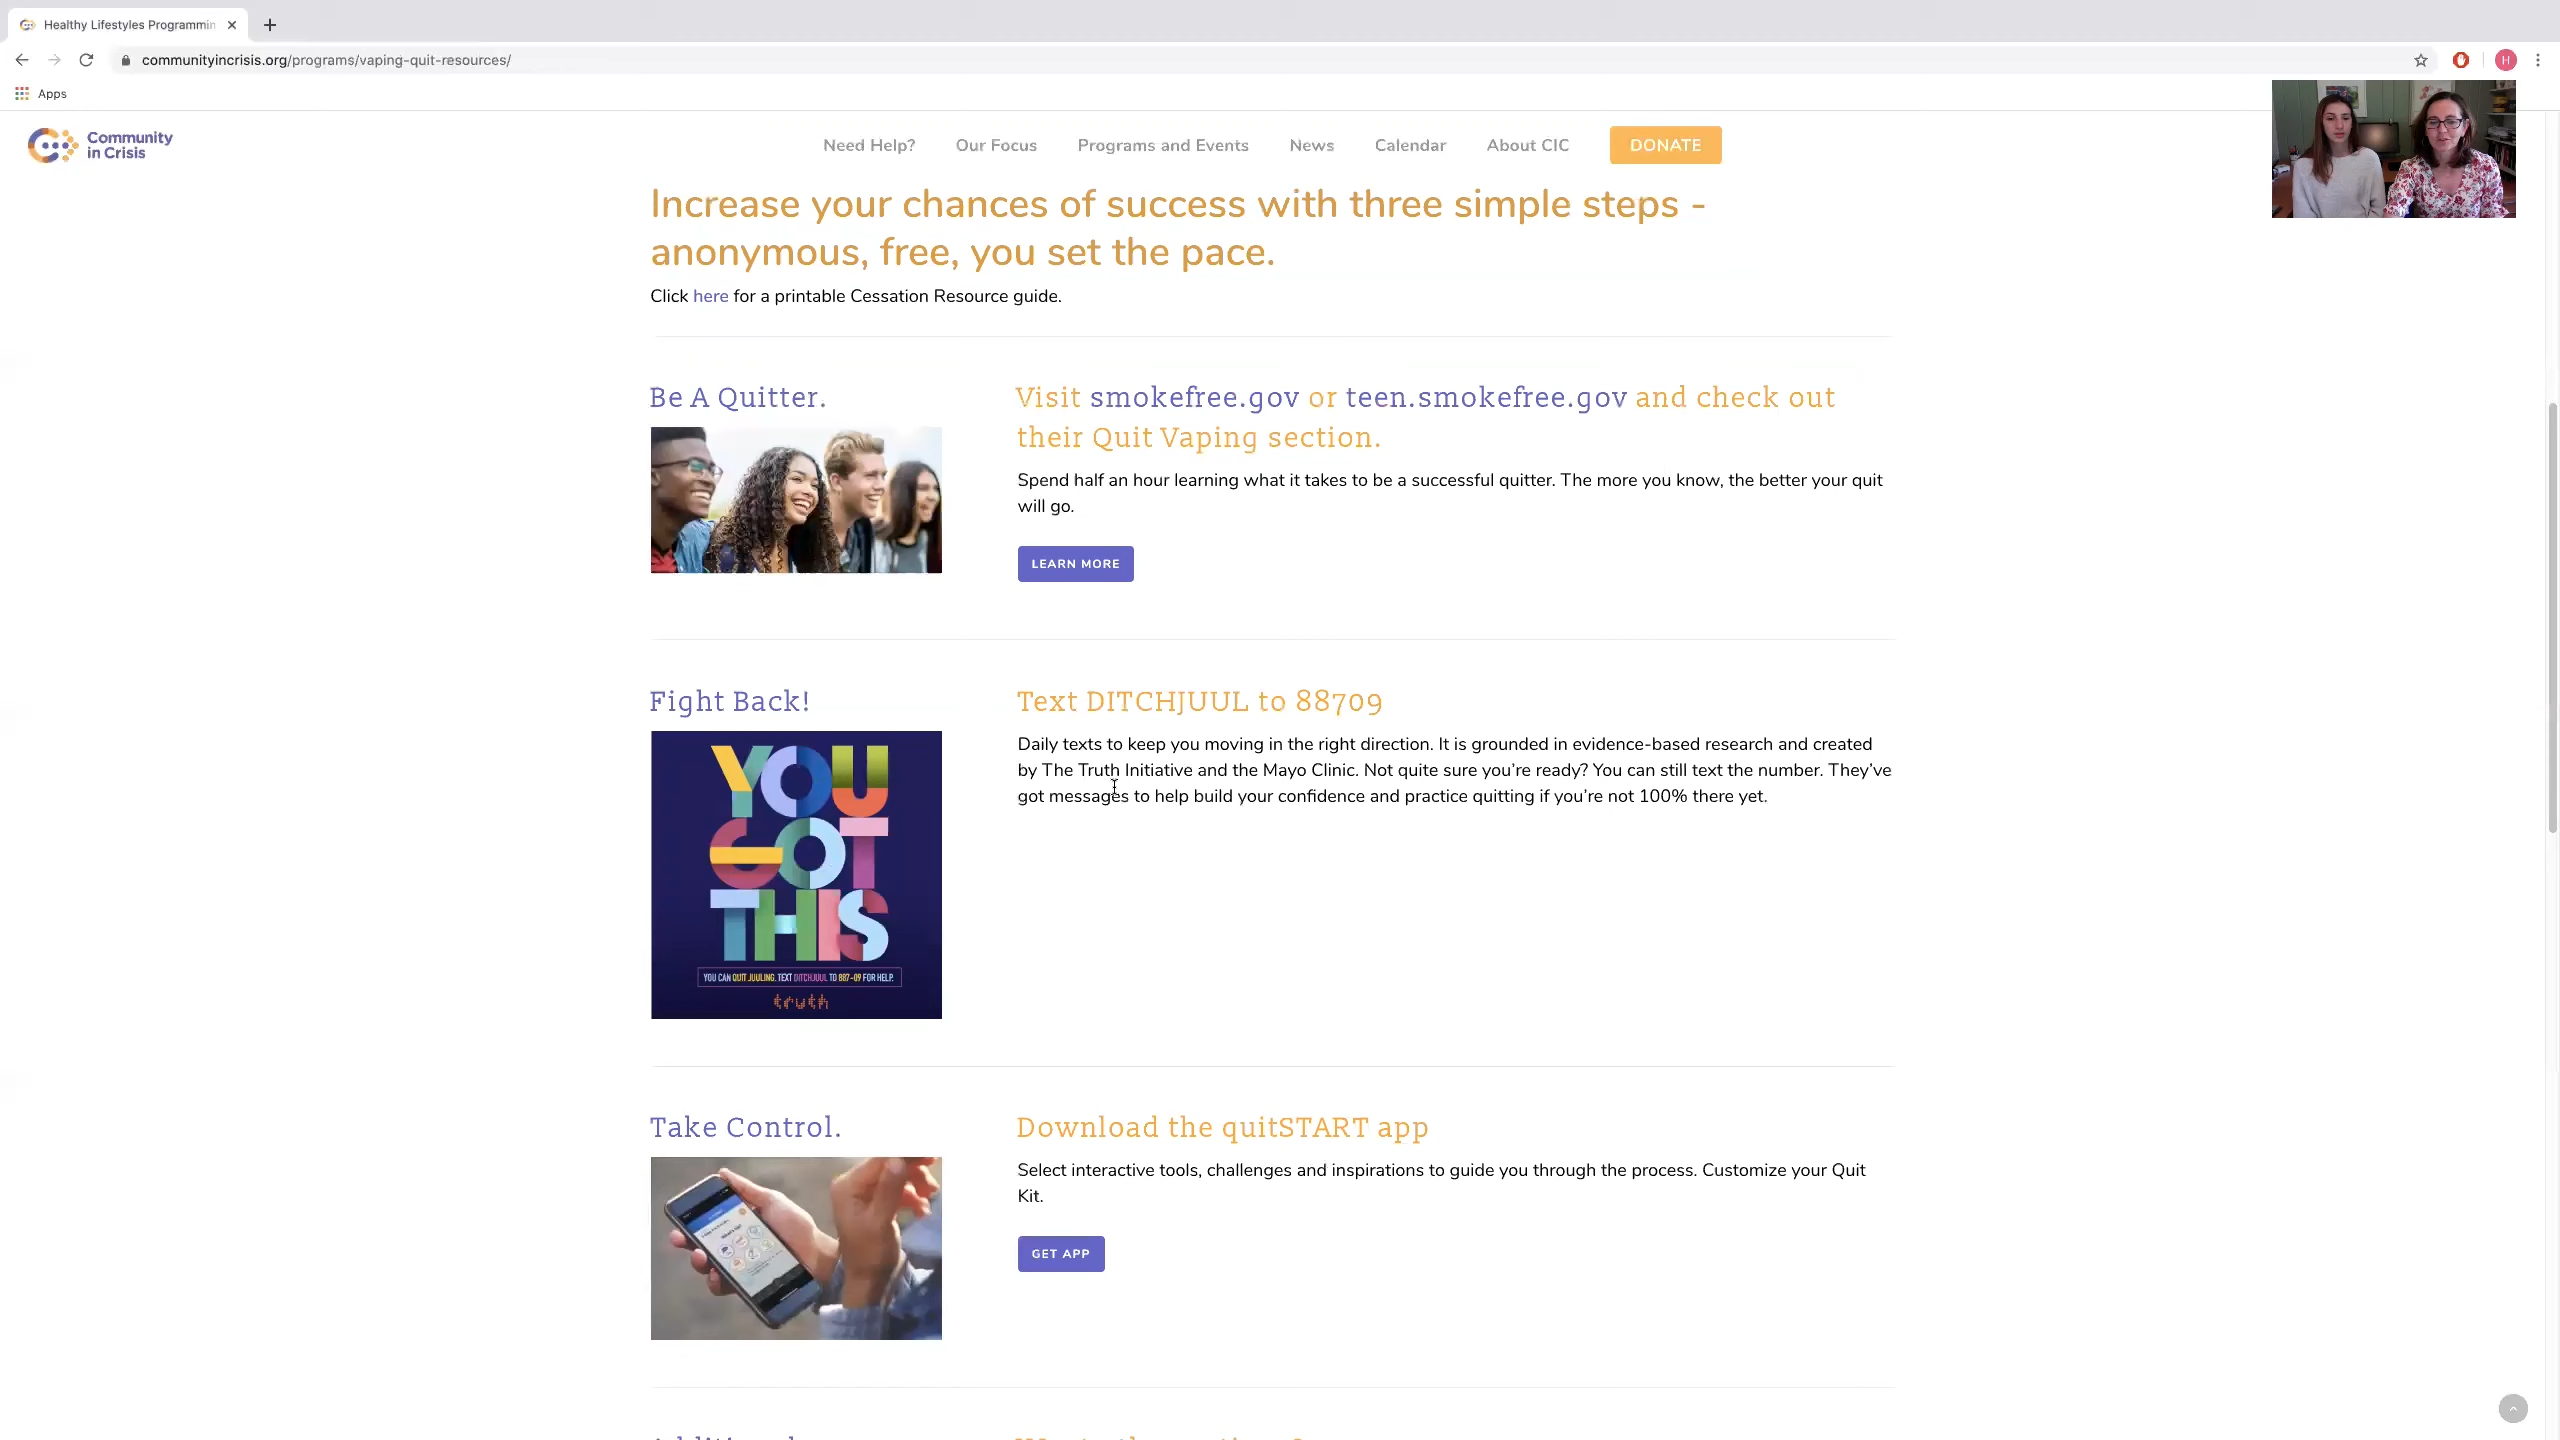 Healthy Lifestyles Programmin
communityincrisis.org/programs/vaping-quit-resources/
H
Apps
Community
in Crisis
Need Help? Our Focus Programs and Events News Calendar About CIC DONATE
Increase your chances of success with three simple steps -
anonymous, free, you set the pace.
Click here for a printable Cessation Resource guide.
Be A Quitter.
Visit smokefree.gov or teen.smokefree.gov and check out
their Quit Vaping section.
Spend half an hour learning what it takes to be a successful quitter. The more you know, the better your quit
will go.
LEARN MORE
Fight Back!
YOU
GOT
THIS
YOU CAN QUIT JUULING. TEXT DITCHJUUL TO 887-09 FOR HELP.
truth
Text DITCHJUUL to 88709
Daily texts to keep you moving in the right direction. It is grounded in evidence-based research and created
by The Truth Initiative and the Mayo Clinic. Not quite sure you’re ready? You can still text the number. They’ve
got messages to help build your confidence and practice quitting if you’re not 100% there yet.
Take Control.
Download the quitSTART app
Select interactive tools, challenges and inspirations to guide you through the process. Customize your Quit
Kit.
GET APP